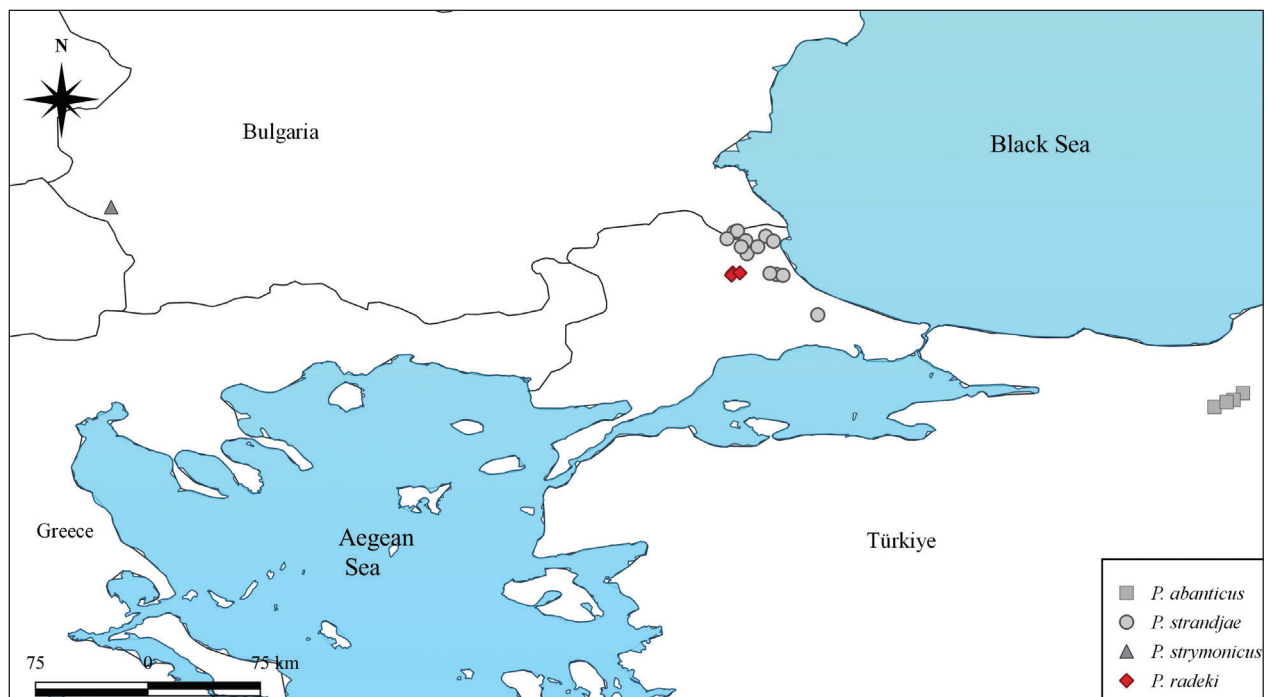 N
Bulgaria
Black Sea
Greece
Aegean
Sea
Türkiye
75 0 75 km
P. abanticus
P. strandjae
P. strymonicus
P. radeki